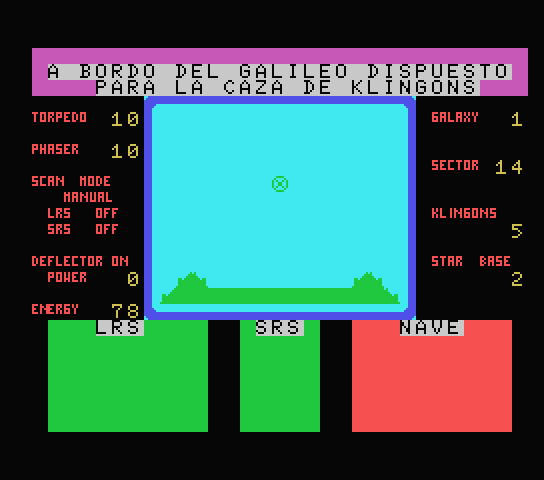 A BORDO DEL GALILEO DISPUESTO
PARA LA CAZA DE KLINGONS
TORPEDO 10
GALAXY 1
PHASER 10
SECTOR 14
SCAN MODE
MANUAL
LRS OFF
SRS OFF
KLINGONS
5
DEFLECTOR ON
POWER 0
STAR BASE
2
ENERGY 78
LRS
SRS
NAVE